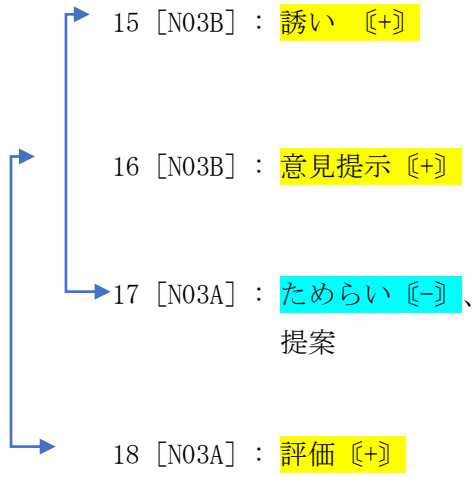 15 [N03B]：誘い 〔+〕
16 [N03B]：意見提示〔+〕
17 [N03A]：ためらい〔-〕、
提案
18 [N03A]：評価〔+〕